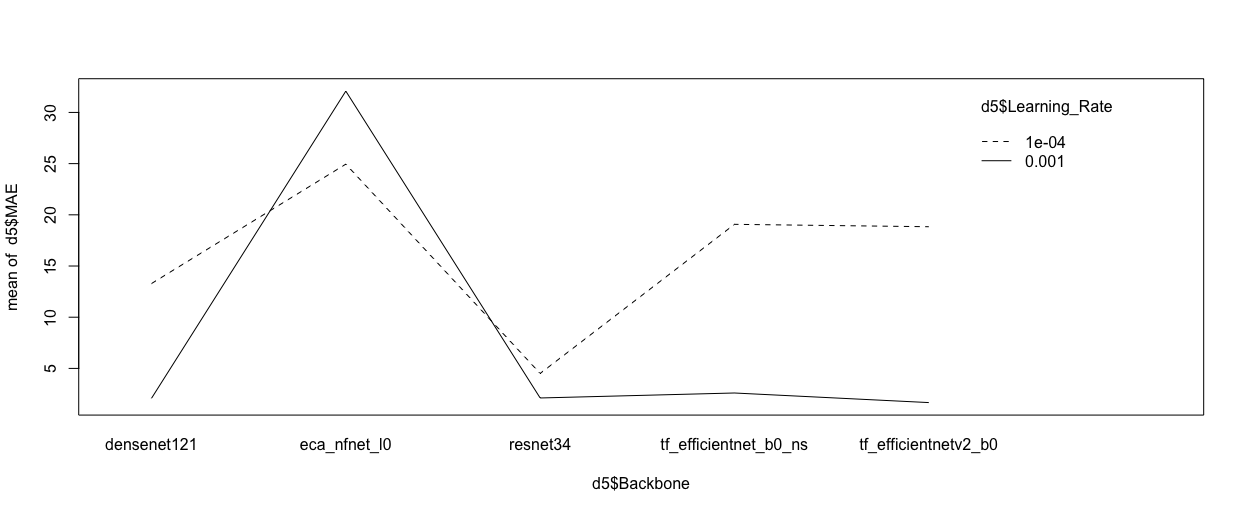 d5$Learning_Rate
1e-04
0.001
mean of d5$MAE
30
25
20
15
10
5
densenet121 eca_nfnet_l0 resnet34 tf_efficientnet_b0_ns tf_efficientnetv2_b0
d5$Backbone